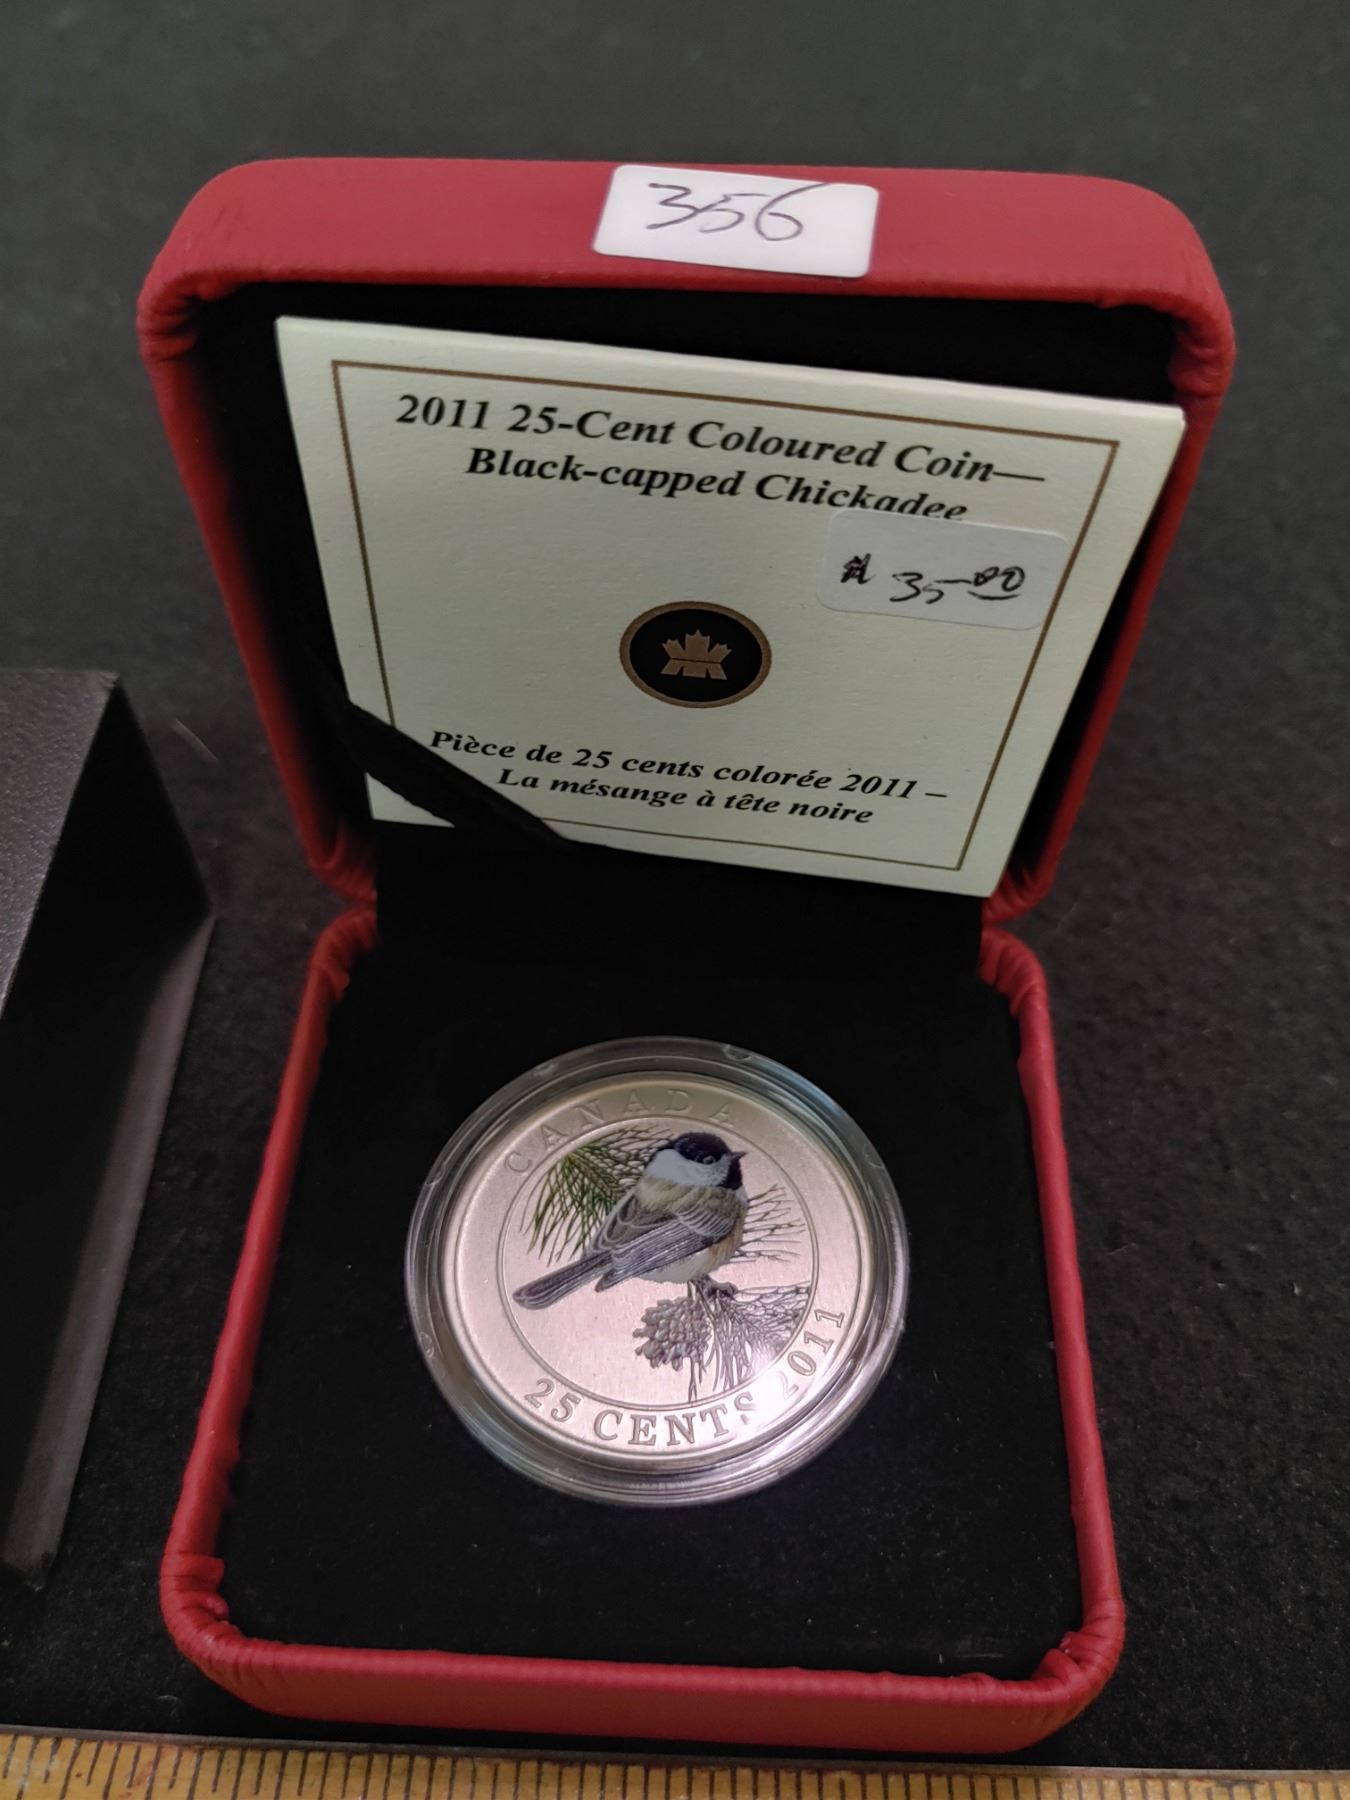 356
2011 25-Cent Coloured Coin—
Black-capped Chickadee
$ 35.00
Pièce de 25 cents colorée 2011 –
La mésange à tête noire
CANADA
25 CENTS 2011